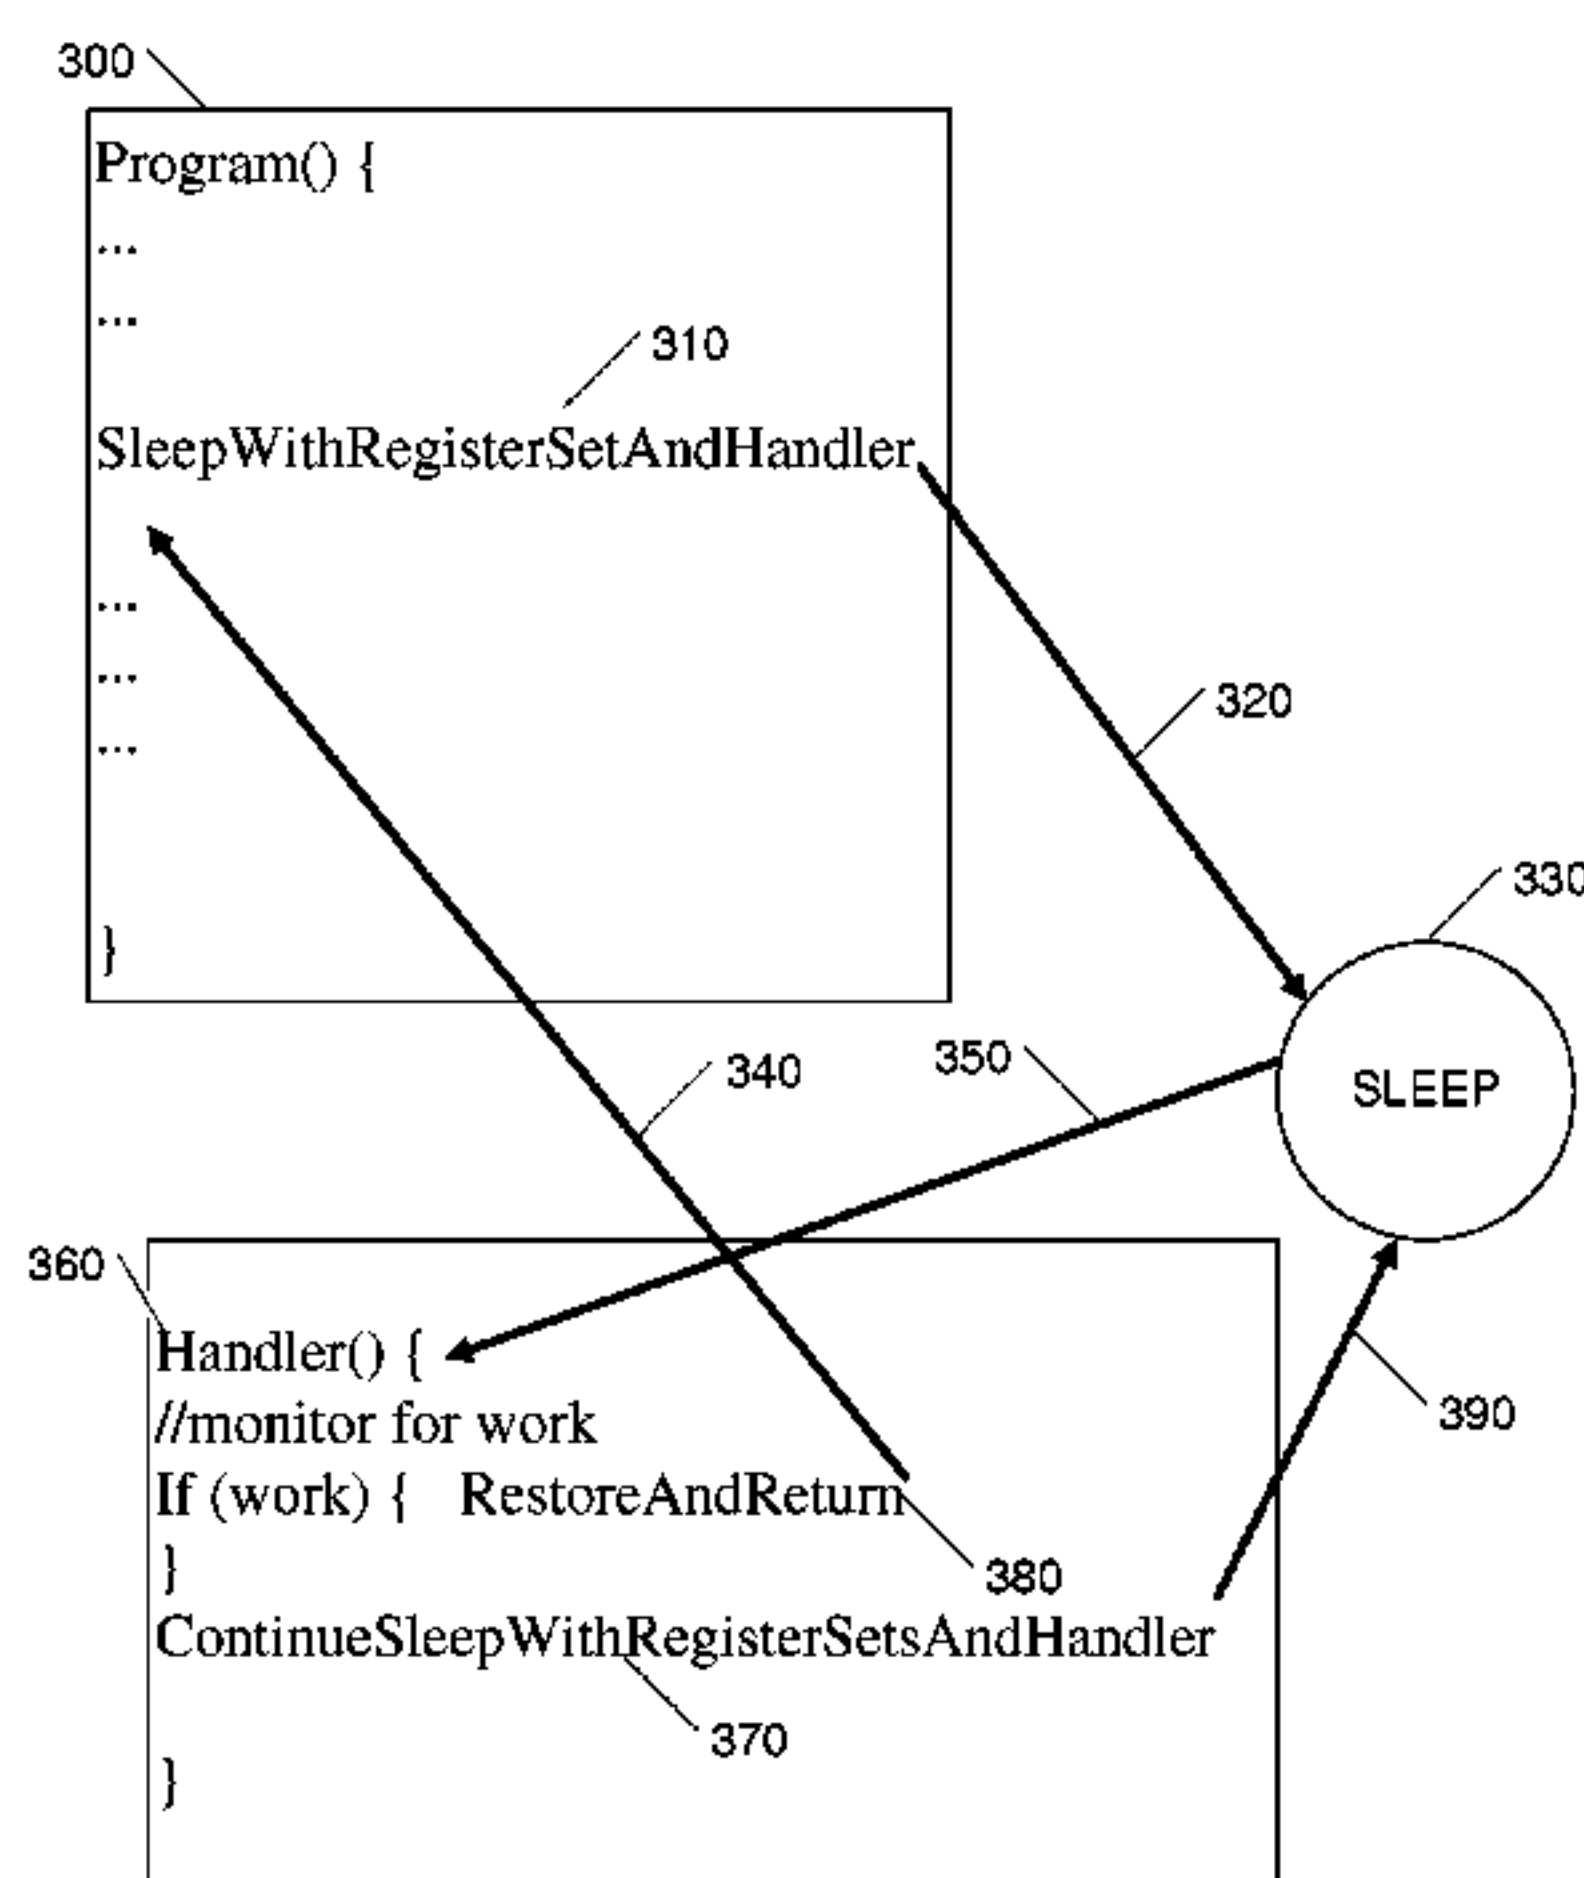 300
Program() {
...
...
310
SleepWithRegisterSetAndHandler
...
...
...
320
}
330
SLEEP
340
350
360
Handler() {
//monitor for work
If (work) { RestoreAndReturn
380
390
}
ContinueSleepWithRegisterSetsAndHandler
370
}